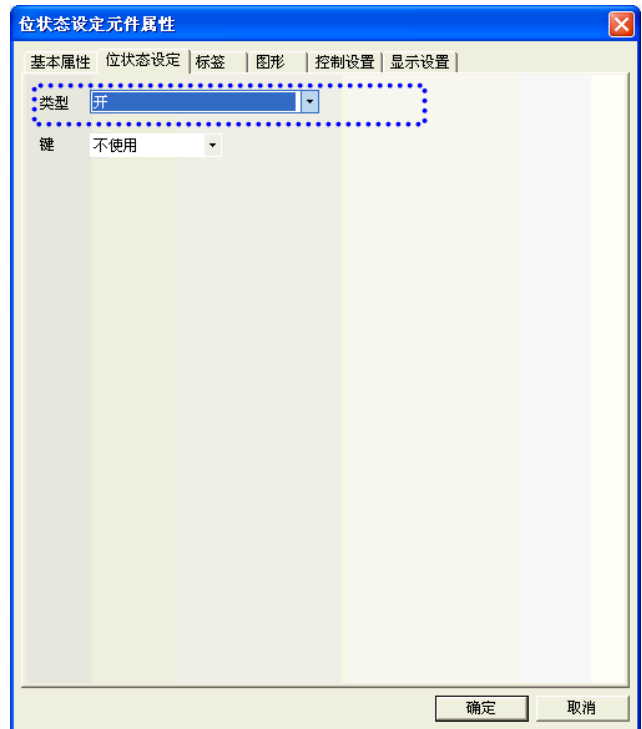 位状态设定元件属性
基本属性 位状态设定 标签 图形 控制设置 显示设置
类型 开
键 不使用
确定 取消